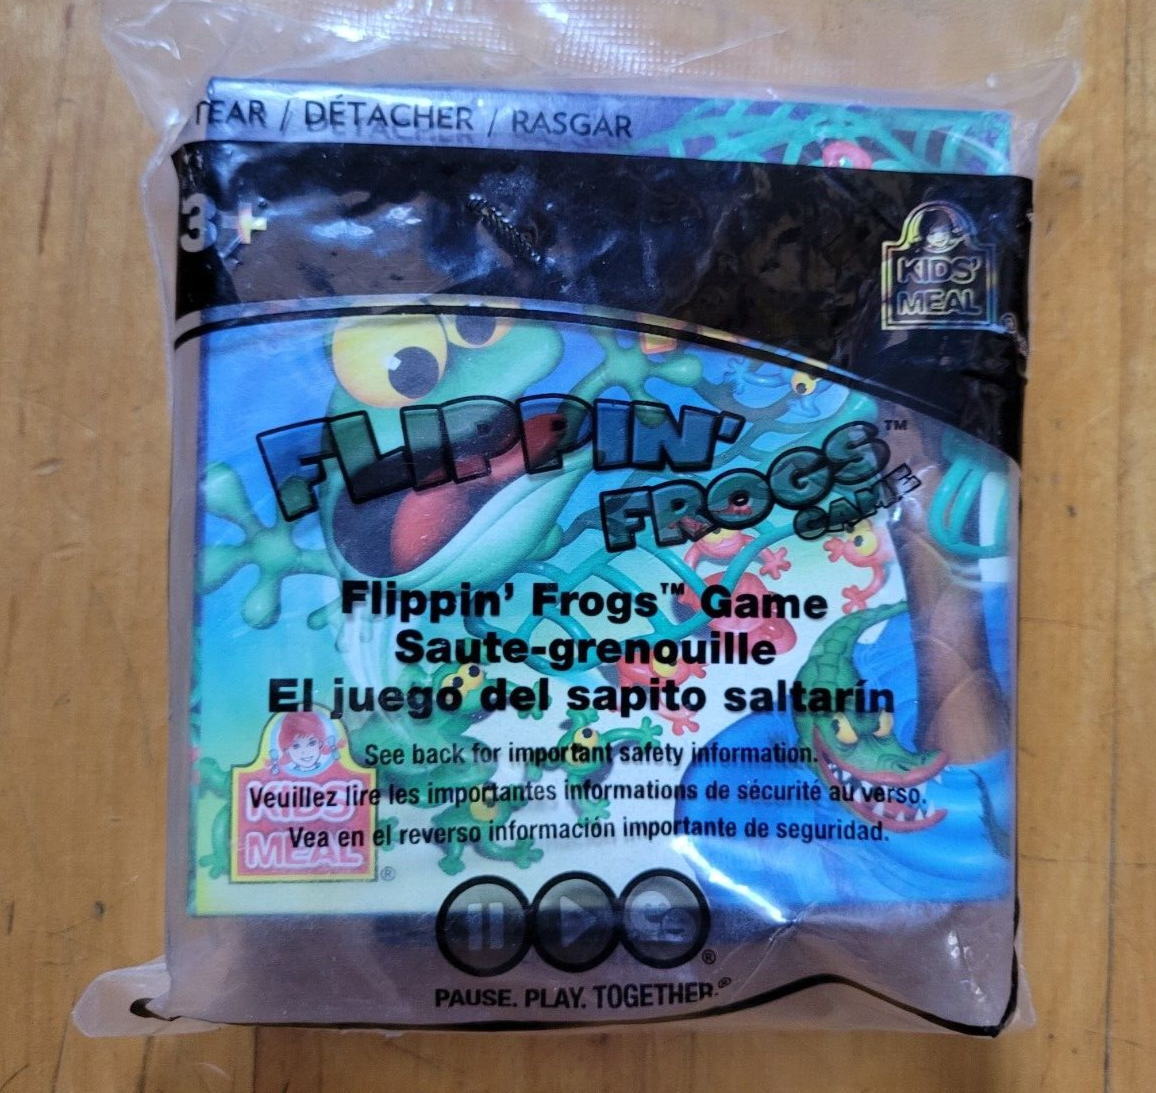 TEAR / DÉTACHER / RASGAR
3+
KIDS'
MEAL
®
FLIPPIN'
FROGS™
GAME
Flippin' Frogs™ Game
Saute-grenouille
El juego del sapito saltarín
See back for important safety information.
Veuillez lire les importantes informations de sécurité au verso.
Vea en el reverso información importante de seguridad.
KIDS'
MEAL
®
®
PAUSE. PLAY. TOGETHER.®